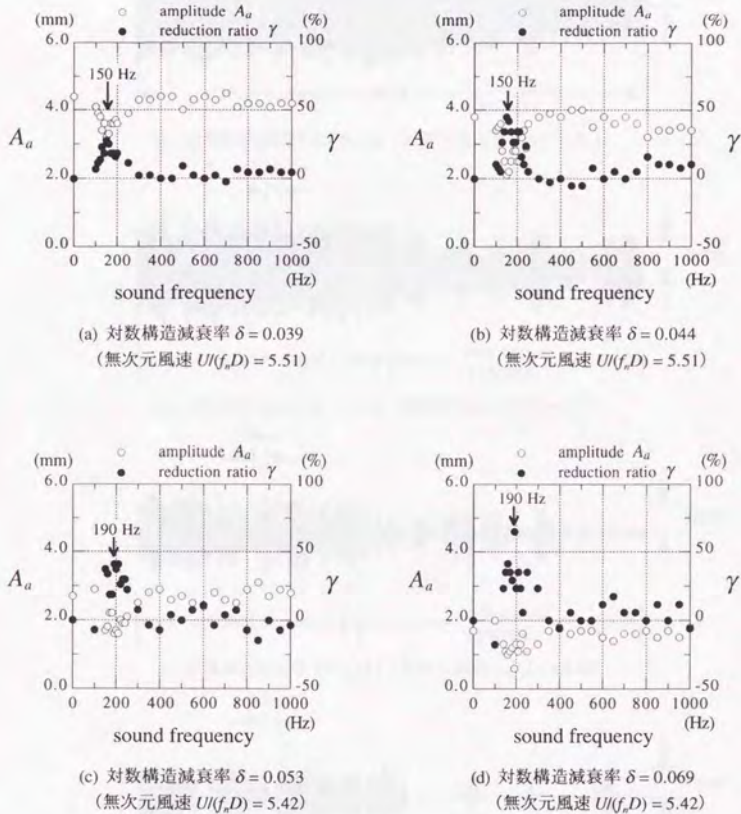 ○ amplitude Aₐ
● reduction ratio γ
(mm) (%)
6.0 100
150 Hz
4.0 50
Aₐ γ
2.0 0
0.0 -50
0 200 400 600 800 1000
(Hz)
sound frequency
(a) 対数構造減衰率 δ = 0.039
(無次元風速 U/(fₙD) = 5.51)
○ amplitude Aₐ
● reduction ratio γ
(mm) (%)
6.0 100
150 Hz
4.0 50
Aₐ γ
2.0 0
0.0 -50
0 200 400 600 800 1000
(Hz)
sound frequency
(b) 対数構造減衰率 δ = 0.044
(無次元風速 U/(fₙD) = 5.51)
○ amplitude Aₐ
● reduction ratio γ
(mm) (%)
6.0 100
190 Hz
4.0 50
Aₐ γ
2.0 0
0.0 -50
0 200 400 600 800 1000
(Hz)
sound frequency
(c) 対数構造減衰率 δ = 0.053
(無次元風速 U/(fₙD) = 5.42)
○ amplitude Aₐ
● reduction ratio γ
(mm) (%)
6.0 100
190 Hz
4.0 50
Aₐ γ
2.0 0
0.0 -50
0 200 400 600 800 1000
(Hz)
sound frequency
(d) 対数構造減衰率 δ = 0.069
(無次元風速 U/(fₙD) = 5.42)